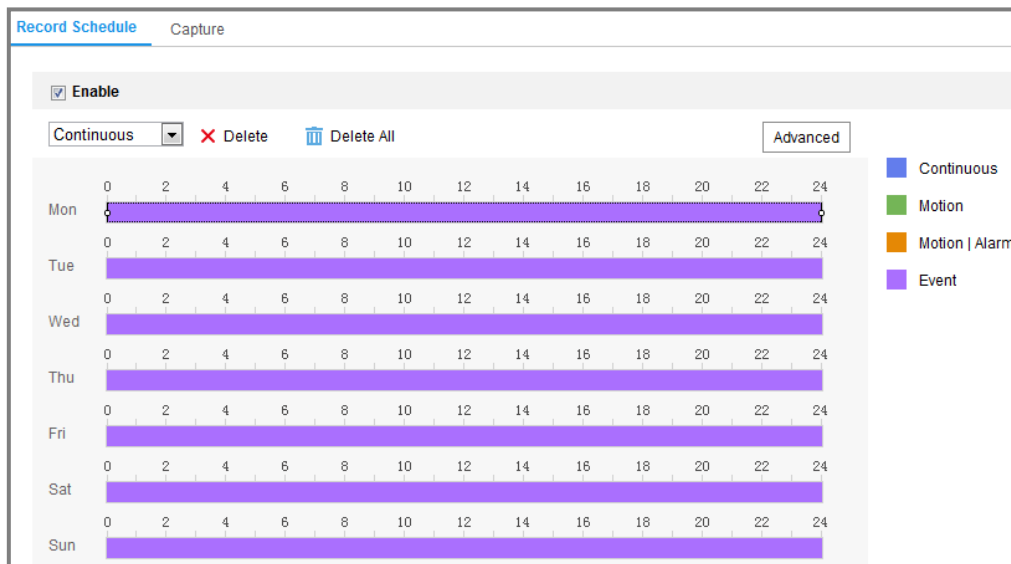 Record Schedule Capture
Enable
Continuous Delete Delete All Advanced
Continuous
Motion
Motion | Alarm
Event
0 2 4 6 8 10 12 14 16 18 20 22 24
Mon
0 2 4 6 8 10 12 14 16 18 20 22 24
Tue
0 2 4 6 8 10 12 14 16 18 20 22 24
Wed
0 2 4 6 8 10 12 14 16 18 20 22 24
Thu
0 2 4 6 8 10 12 14 16 18 20 22 24
Fri
0 2 4 6 8 10 12 14 16 18 20 22 24
Sat
0 2 4 6 8 10 12 14 16 18 20 22 24
Sun